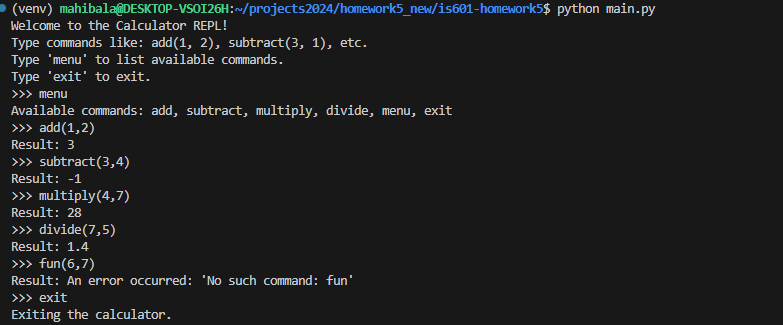 (venv) mahibala@DESKTOP-VSOI26H:~/projects2024/homework5_new/is601-homework5$ python main.py
Welcome to the Calculator REPL!
Type commands like: add(1, 2), subtract(3, 1), etc.
Type 'menu' to list available commands.
Type 'exit' to exit.
>>> menu
Available commands: add, subtract, multiply, divide, menu, exit
>>> add(1,2)
Result: 3
>>> subtract(3,4)
Result: -1
>>> multiply(4,7)
Result: 28
>>> divide(7,5)
Result: 1.4
>>> fun(6,7)
Result: An error occurred: 'No such command: fun'
>>> exit
Exiting the calculator.